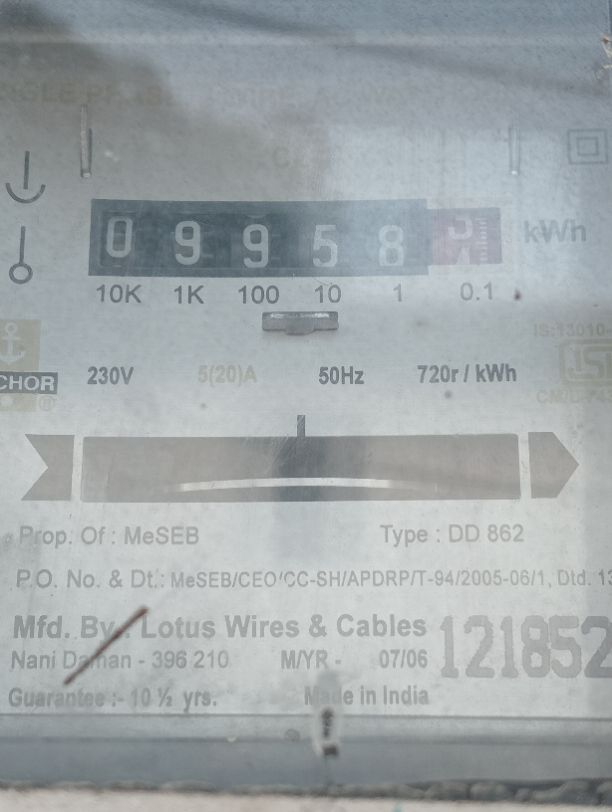 0 9 9 5 8 kWh
10K 1K 100 10 1 0.1
IS:13010
CHOR ®
230V 5(20)A 50Hz 720r / kWh
Prop. Of : MeSEB Type : DD 862
P.O. No. & Dt.: MeSEB/CEO/CC-SH/APDRP/T-94/2005-06/1, Dtd. 13
Mfd. By : Lotus Wires & Cables
Nani Daman - 396 210 M/YR - 07/06 121852
Guarantee :- 10 ½ yrs. Made in India